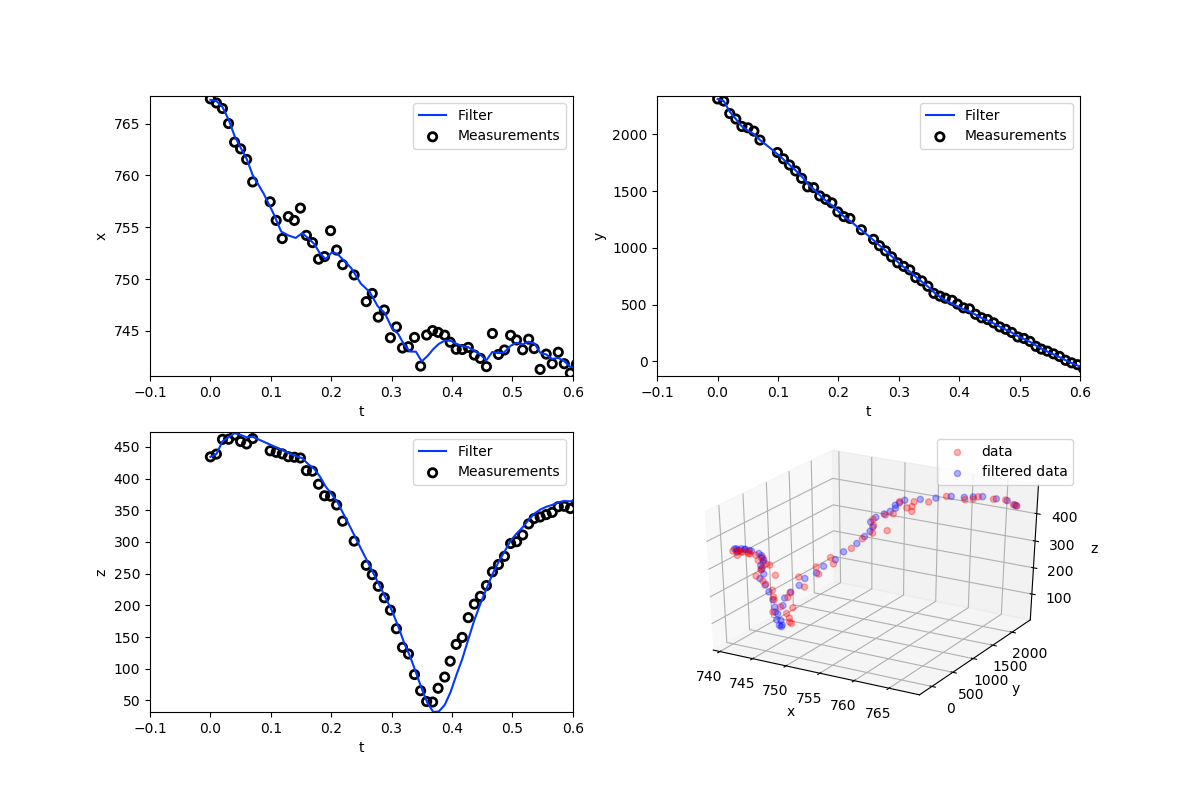 Filter
Measurements
x
765
760
755
750
745
−0.1 0.0 0.1 0.2 0.3 0.4 0.5 0.6
t
Filter
Measurements
y
2000
1500
1000
500
0
−0.1 0.0 0.1 0.2 0.3 0.4 0.5 0.6
t
Filter
Measurements
z
450
400
350
300
250
200
150
100
50
−0.1 0.0 0.1 0.2 0.3 0.4 0.5 0.6
t
data
filtered data
400
300
200
100
z
740 745 750 755 760 765
x
0 500 1000 1500 2000
y